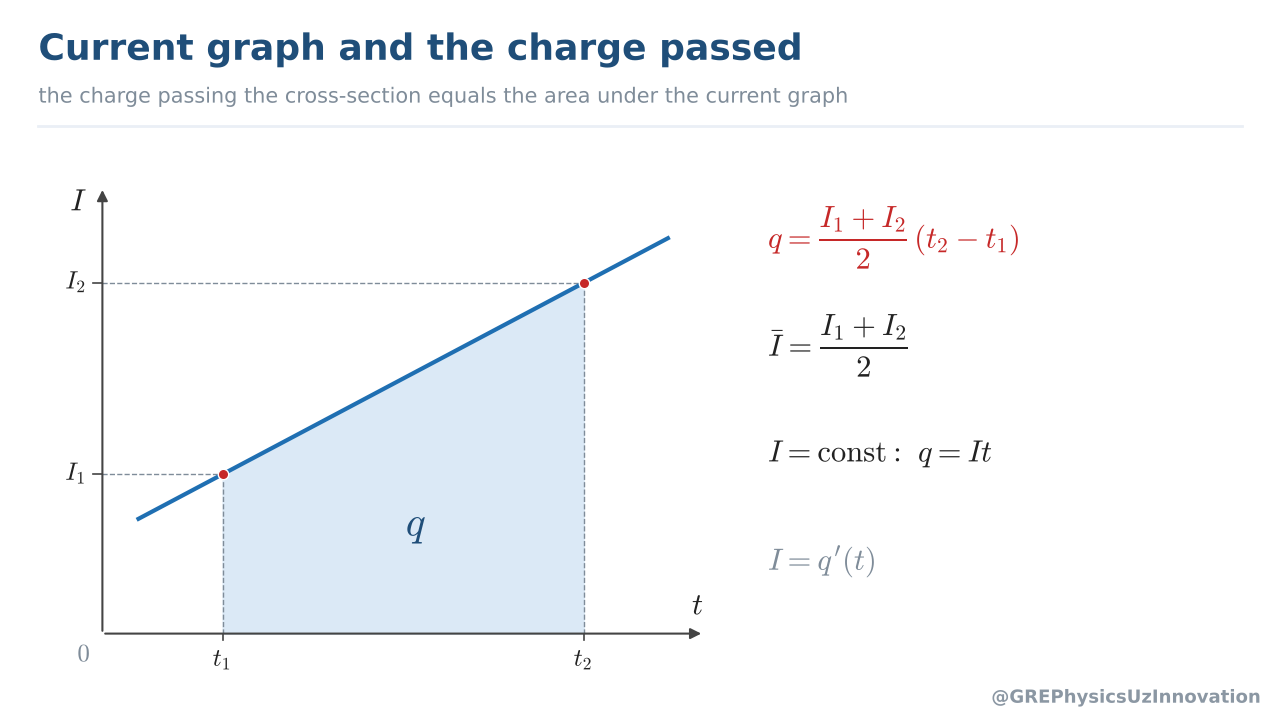 Current graph and the charge passed
the charge passing the cross-section equals the area under the current graph
I
I₂
I₁
q
t
0
t₁
t₂
q = (I₁ + I₂)/2 (t₂ − t₁)
Ī = (I₁ + I₂)/2
I = const : q = It
I = q′(t)
@GREPhysicsUzInnovation